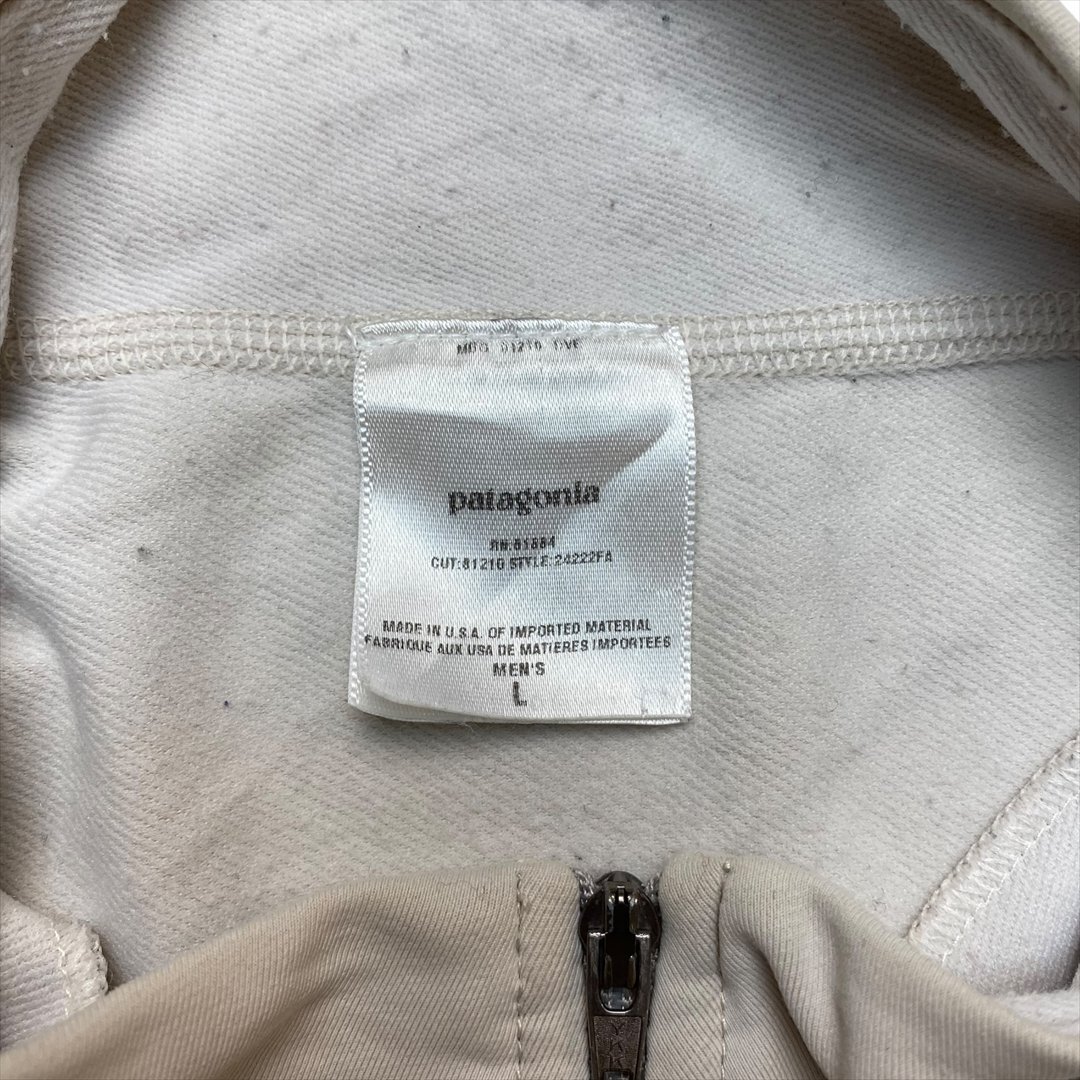 patagonia
RN:51884
CUT:81210 STYLE:24222FA
MADE IN U.S.A. OF IMPORTED MATERIAL
FABRIQUE AUX USA DE MATIERES IMPORTEES
MEN'S
L
YKK